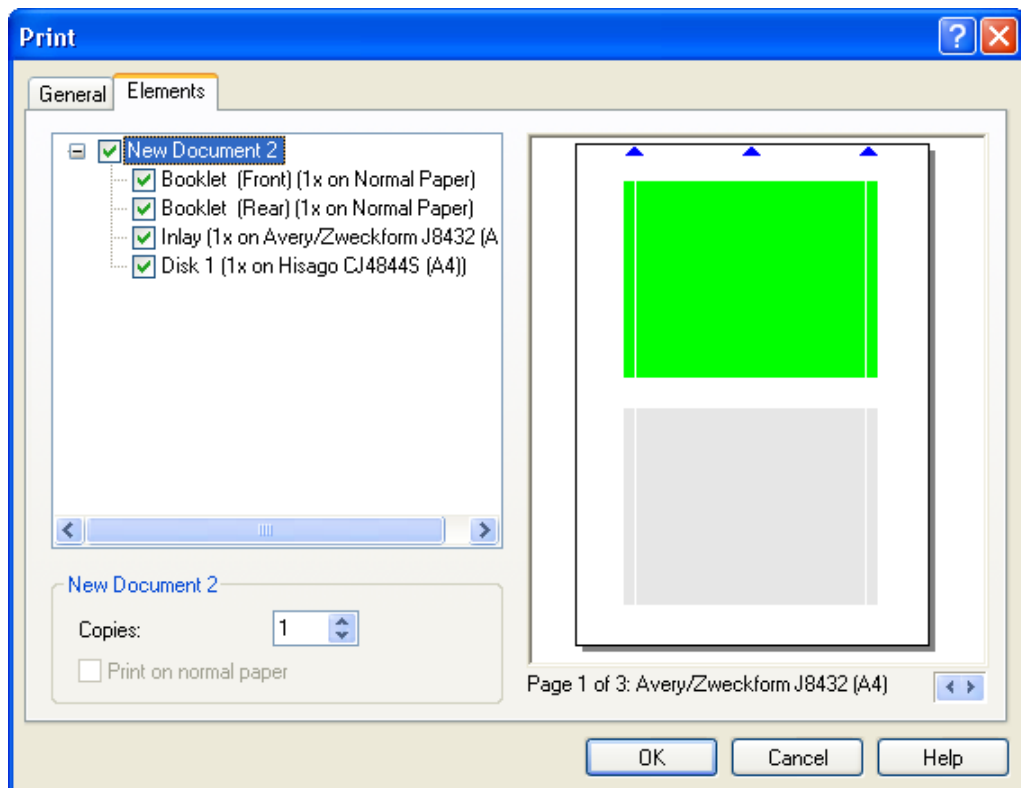 Print
General
Elements
New Document 2
Booklet (Front) (1x on Normal Paper)
Booklet (Rear) (1x on Normal Paper)
Inlay (1x on Avery/Zweckform J8432 (A
Disk 1 (1x on Hisago CJ4844S (A4))
New Document 2
Copies: 1
Print on normal paper
Page 1 of 3: Avery/Zweckform J8432 (A4)
OK
Cancel
Help